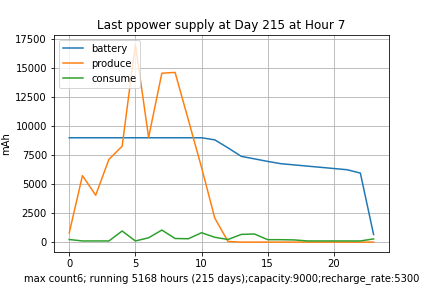 Last ppower supply at Day 215 at Hour 7
17500
15000
12500
10000
7500
5000
2500
0
mAh
battery
produce
consume
0 5 10 15 20
max count6; running 5168 hours (215 days);capacity:9000;recharge_rate:5300